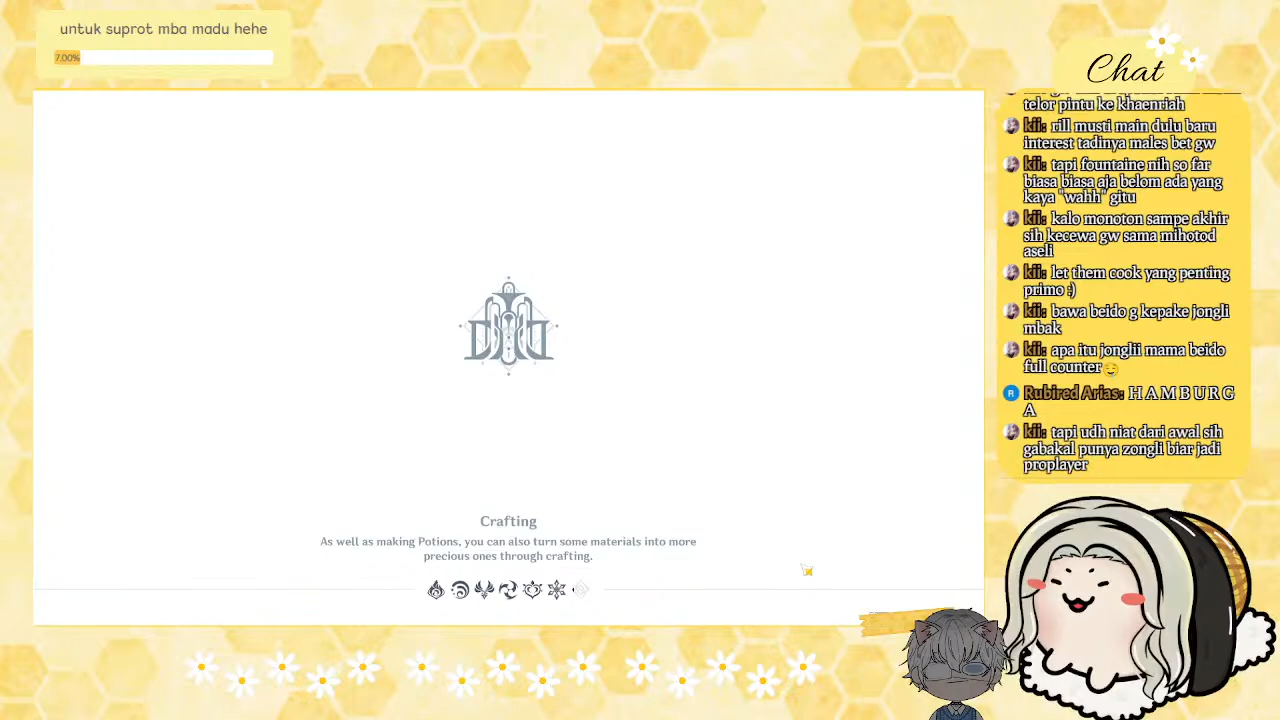 untuk suprot mba madu hehe
7.00%
Chat
telor pintu ke khaenriah
kii: rill musti main dulu baru
interest tadinya males bet gw
kii: tapi fountaine nih so far
biasa biasa aja belom ada yang
kaya "wahh" gitu
kii: kalo monoton sampe akhir
sih kecewa gw sama mihotod
aseli
kii: let them cook yang penting
primo :)
kii: bawa beido g kepake jongli
mbak
kii: apa itu jonglii mama beido
full counter
R Rubired Arias: H A M B U R G
A
kii: tapi udh niat dari awal sih
gabakal punya zongli biar jadi
proplayer
Crafting
As well as making Potions, you can also turn some materials into more
precious ones through crafting.